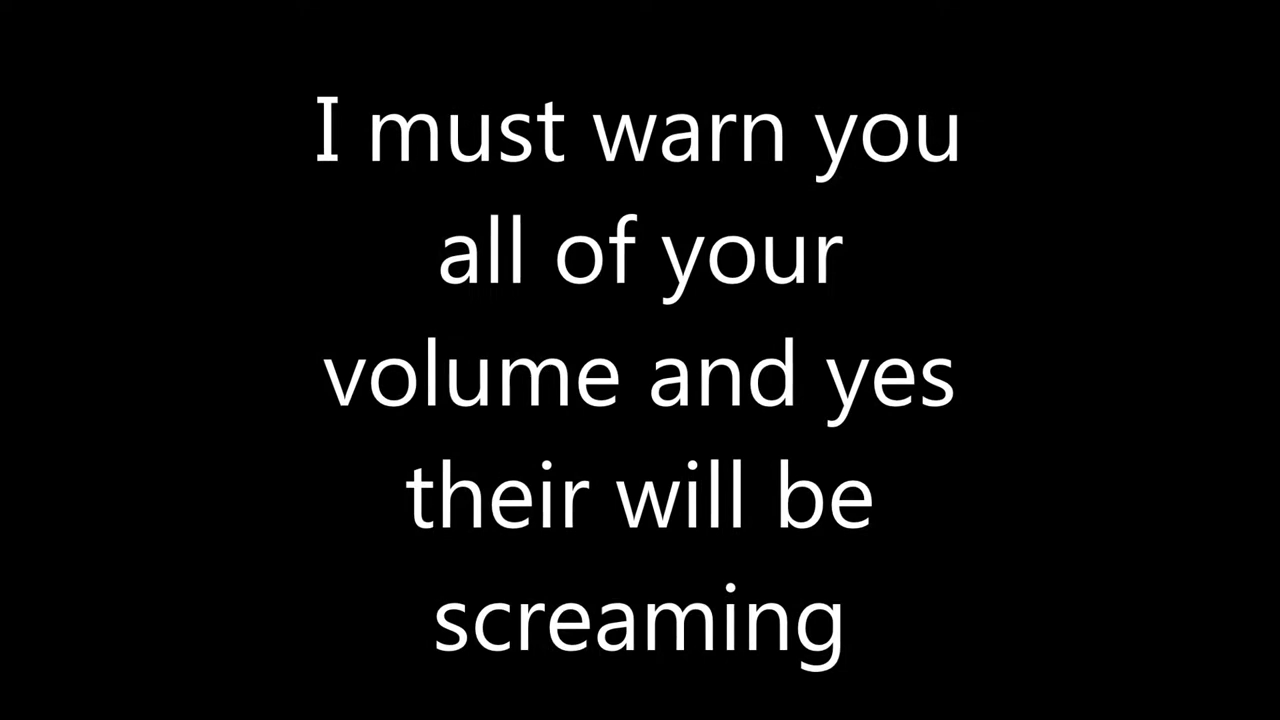 I must warn you
all of your
volume and yes
their will be
screaming